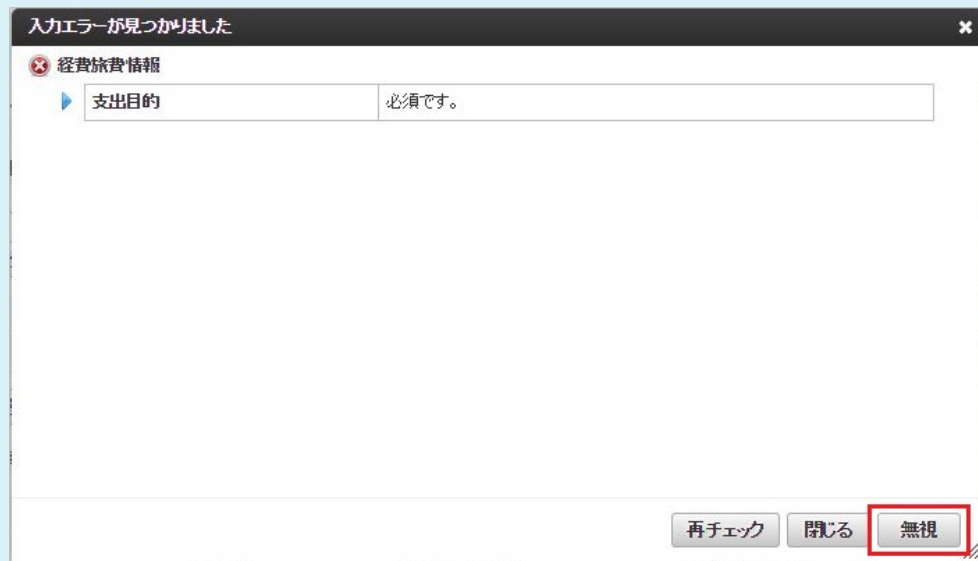 入力エラーが見つかりました
経費旅費情報
支出目的 必須です。
再チェック 閉じる 無視